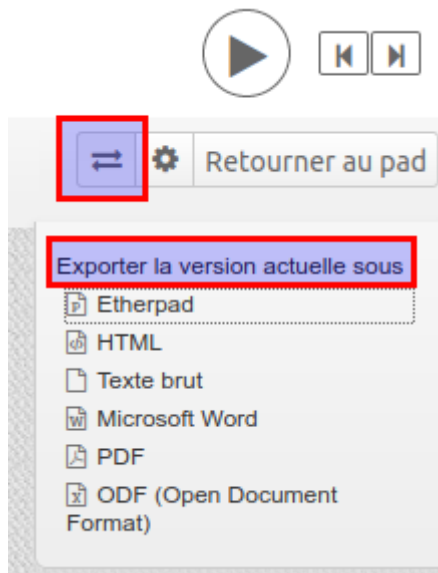 Retourner au pad
Exporter la version actuelle sous
Etherpad
HTML
Texte brut
Microsoft Word
PDF
ODF (Open Document
Format)